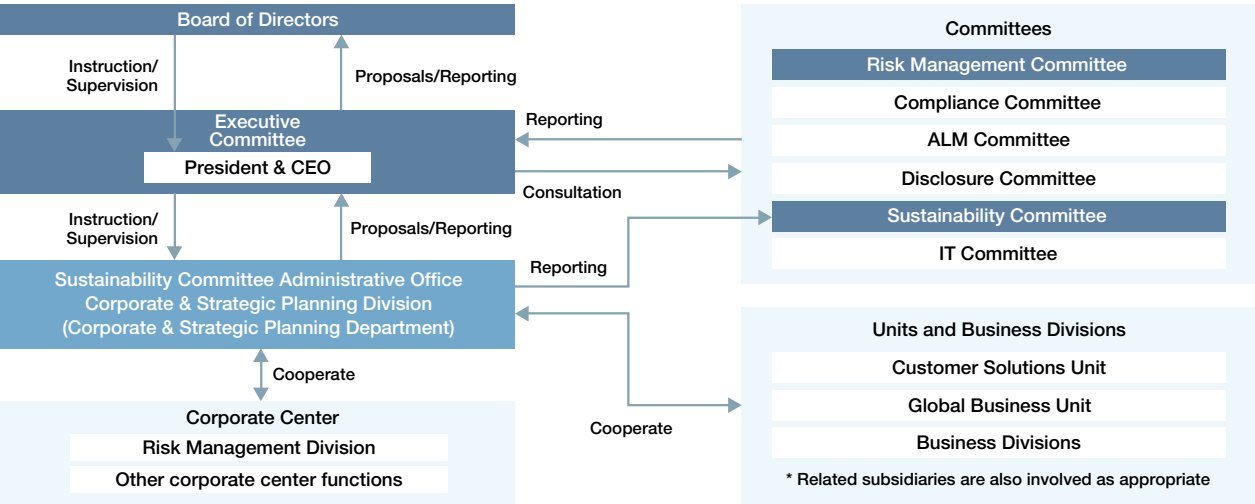 Board of Directors
Instruction/
Supervision
Proposals/Reporting
Executive
Committee
President & CEO
Reporting
Consultation
Instruction/
Supervision
Proposals/Reporting
Sustainability Committee Administrative Office
Corporate & Strategic Planning Division
(Corporate & Strategic Planning Department)
Reporting
Cooperate
Corporate Center
Risk Management Division
Other corporate center functions
Cooperate
Committees
Risk Management Committee
Compliance Committee
ALM Committee
Disclosure Committee
Sustainability Committee
IT Committee
Units and Business Divisions
Customer Solutions Unit
Global Business Unit
Business Divisions
* Related subsidiaries are also involved as appropriate